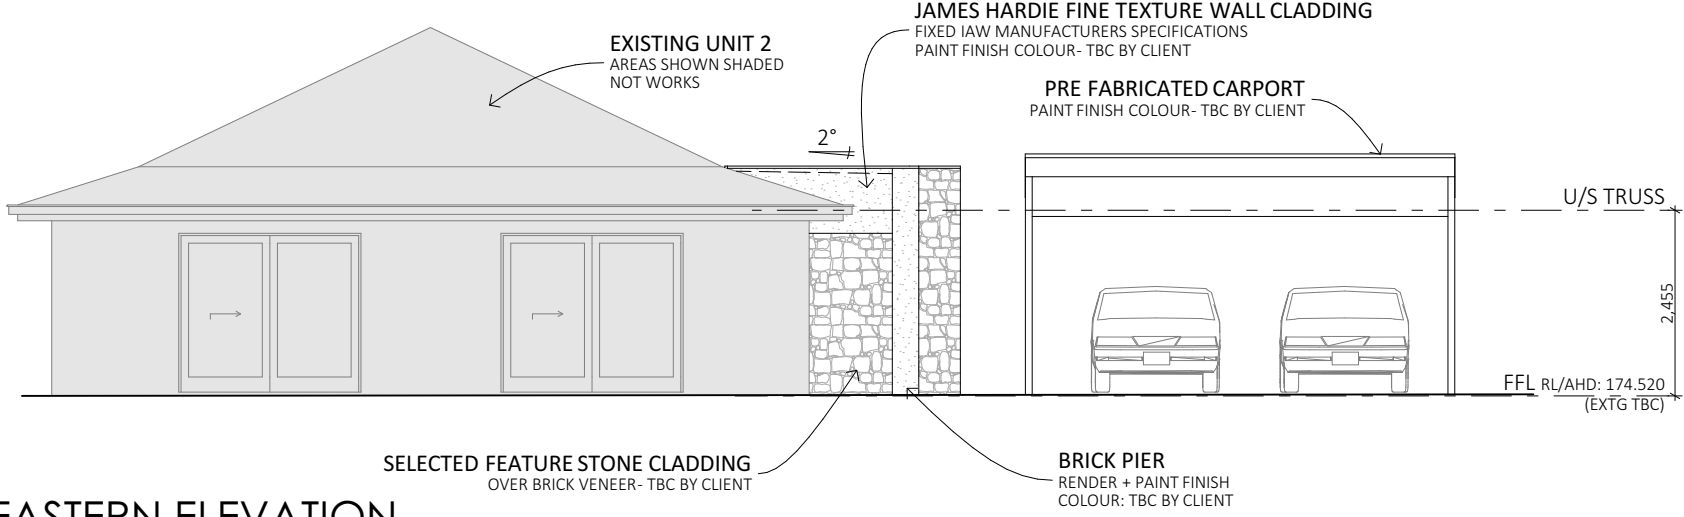 JAMES HARDIE FINE TEXTURE WALL CLADDING
FIXED IAW MANUFACTURERS SPECIFICATIONS
PAINT FINISH COLOUR- TBC BY CLIENT
EXISTING UNIT 2
AREAS SHOWN SHADED
NOT WORKS
PRE FABRICATED CARPORT
PAINT FINISH COLOUR- TBC BY CLIENT
2°
U/S TRUSS
2,455
FFL RL/AHD: 174.520
(EXTG TBC)
SELECTED FEATURE STONE CLADDING
OVER BRICK VENEER- TBC BY CLIENT
BRICK PIER
RENDER + PAINT FINISH
COLOUR: TBC BY CLIENT
EASTERN ELEVATION